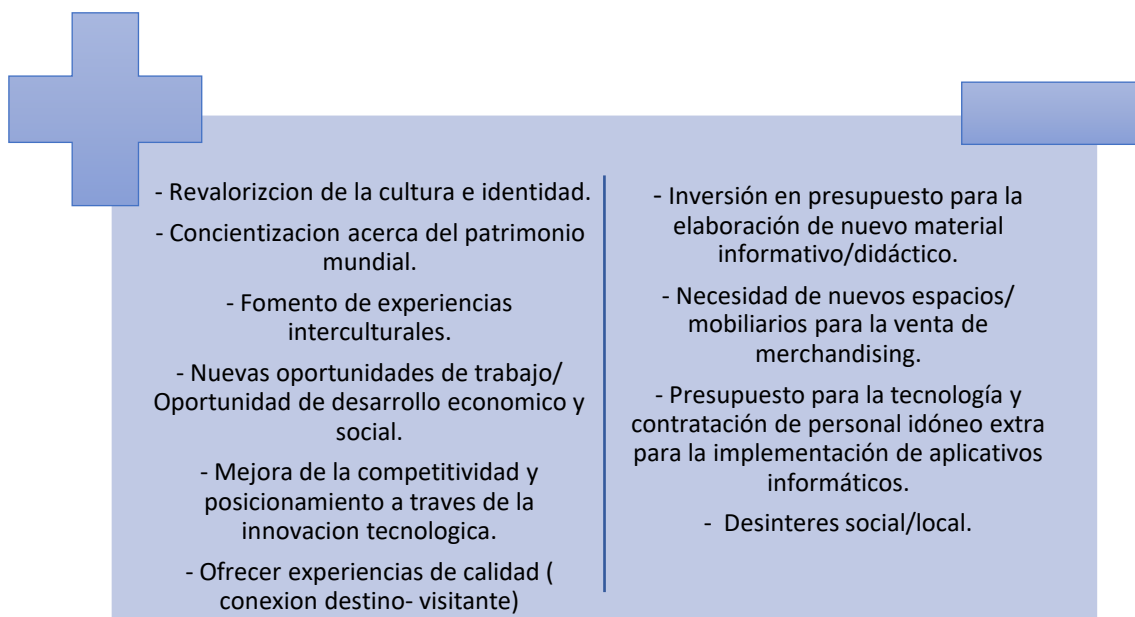 - Revalorizcion de la cultura e identidad.
- Concientizacion acerca del patrimonio
mundial.
- Fomento de experiencias
interculturales.
- Nuevas oportunidades de trabajo/
Oportunidad de desarrollo economico y
social.
- Mejora de la competitividad y
posicionamiento a traves de la
innovacion tecnologica.
- Ofrecer experiencias de calidad (
conexion destino- visitante)
- Inversión en presupuesto para la
elaboración de nuevo material
informativo/didáctico.
- Necesidad de nuevos espacios/
mobiliarios para la venta de
merchandising.
- Presupuesto para la tecnología y
contratación de personal idóneo extra
para la implementación de aplicativos
informáticos.
- Desinteres social/local.